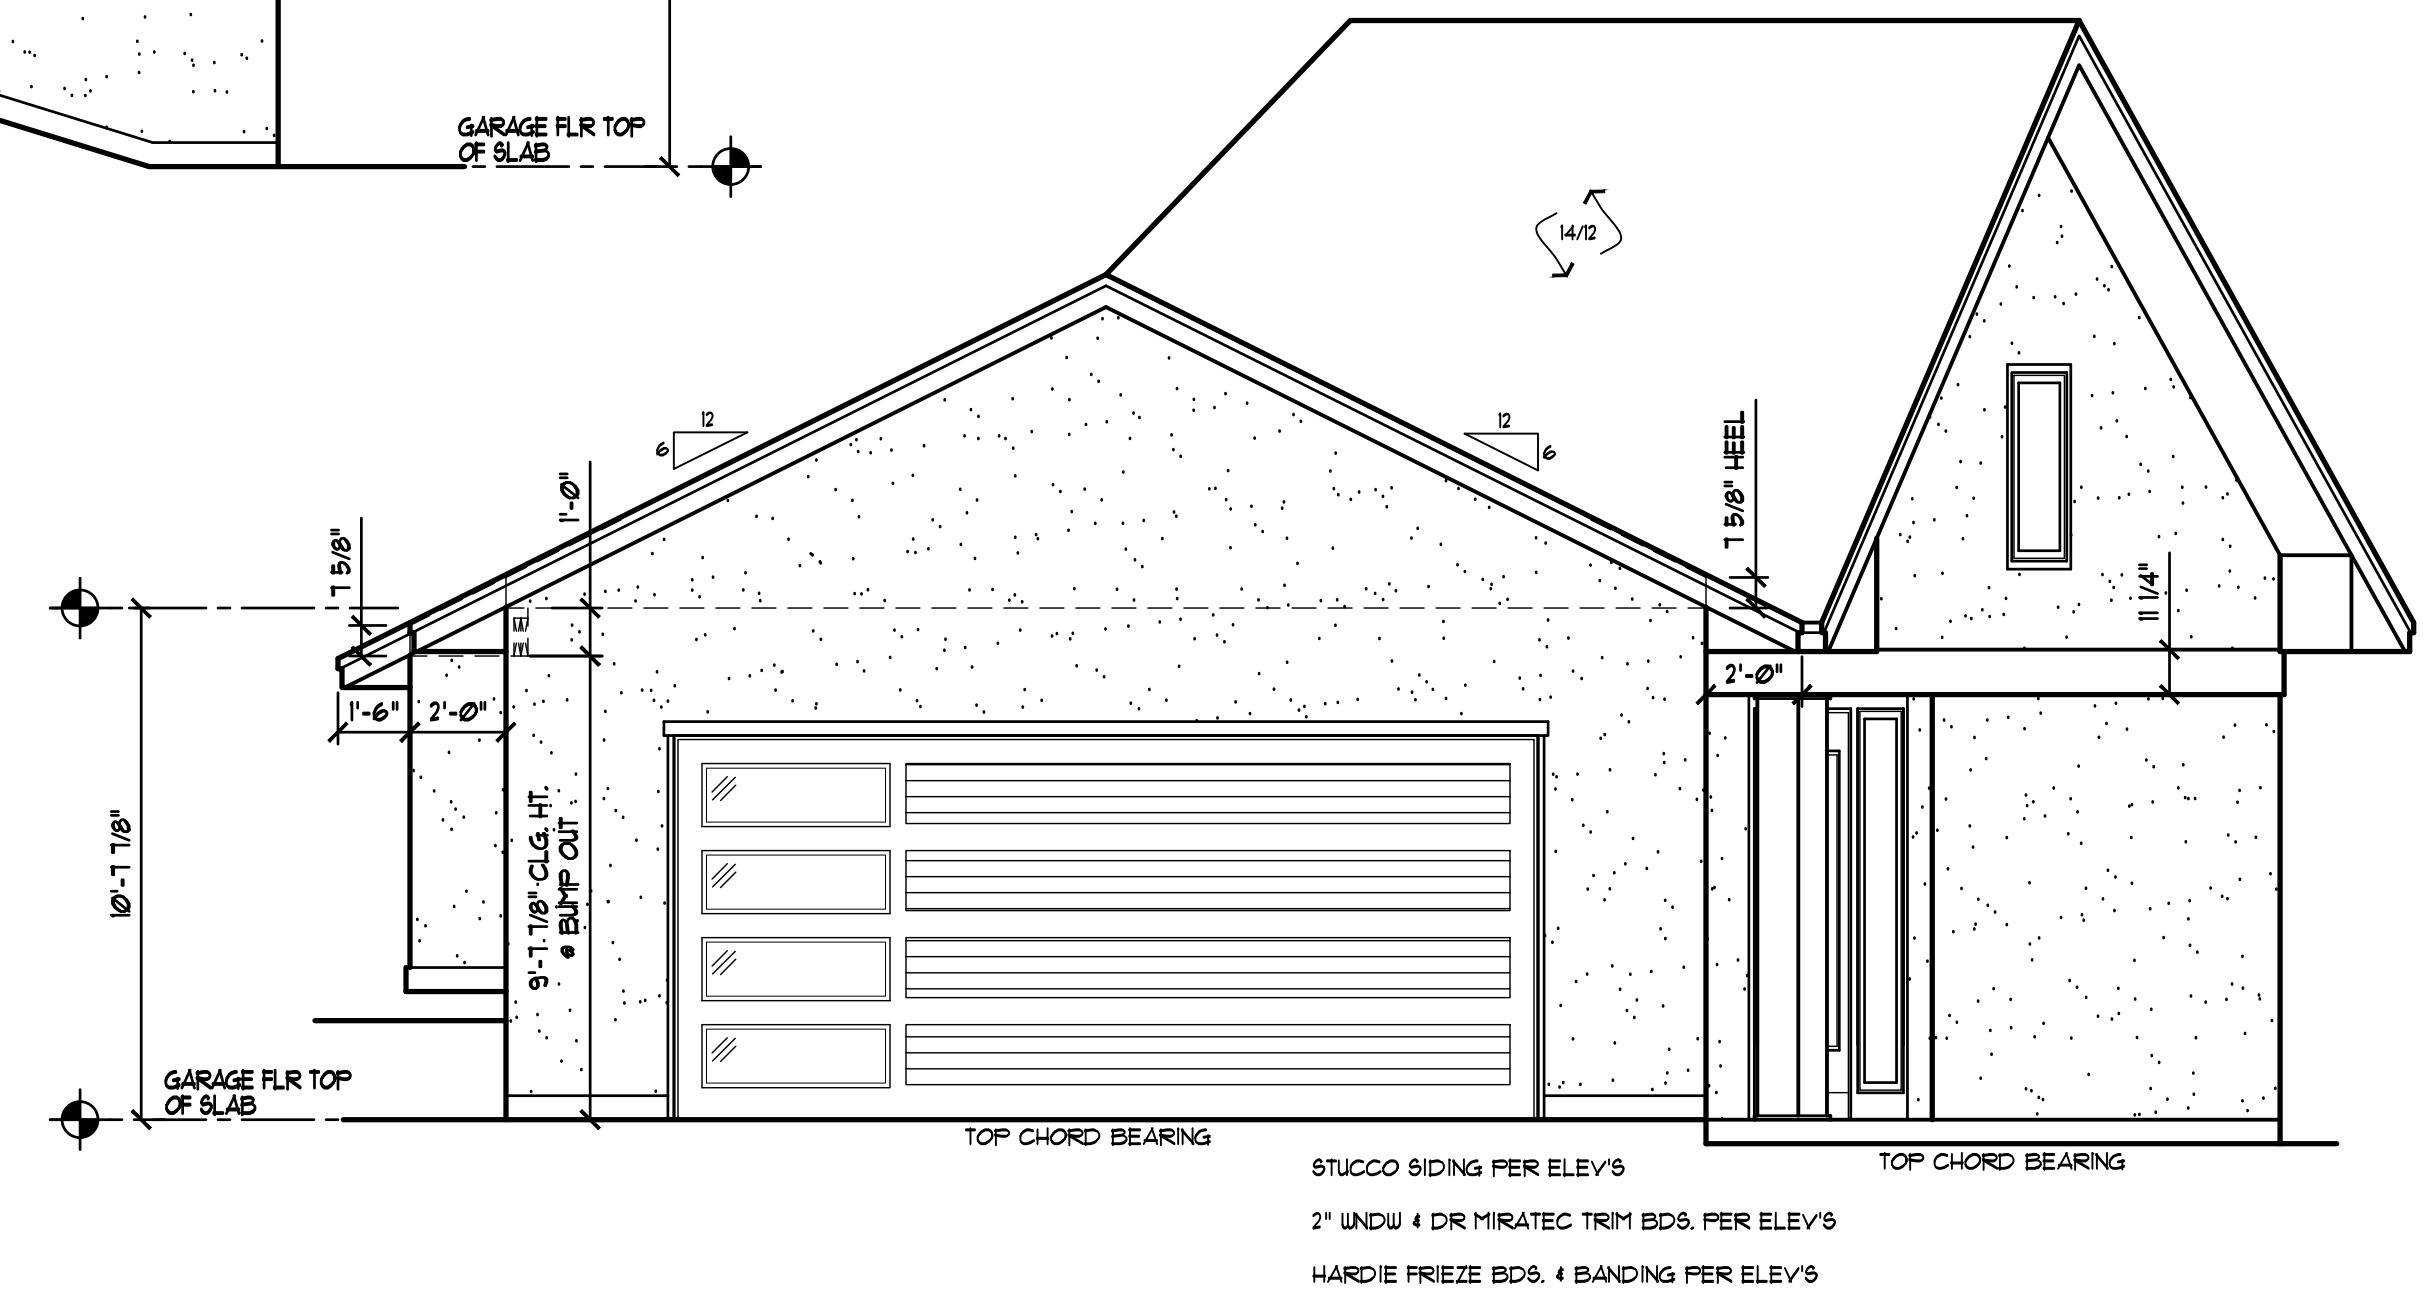 GARAGE FLR TOP
OF SLAB
14/12
12
6
12
6
7 5/8" HEEL
1'-0"
7 5/8"
11 1/4"
2'-0"
1'-6"
2'-0"
10'-7 7/8"
9'-7 7/8" CLG. HT.
@ BUMP OUT
GARAGE FLR TOP
OF SLAB
TOP CHORD BEARING
TOP CHORD BEARING
STUCCO SIDING PER ELEV'S
2" WNDW & DR MIRATEC TRIM BDS. PER ELEV'S
HARDIE FRIEZE BDS. & BANDING PER ELEV'S